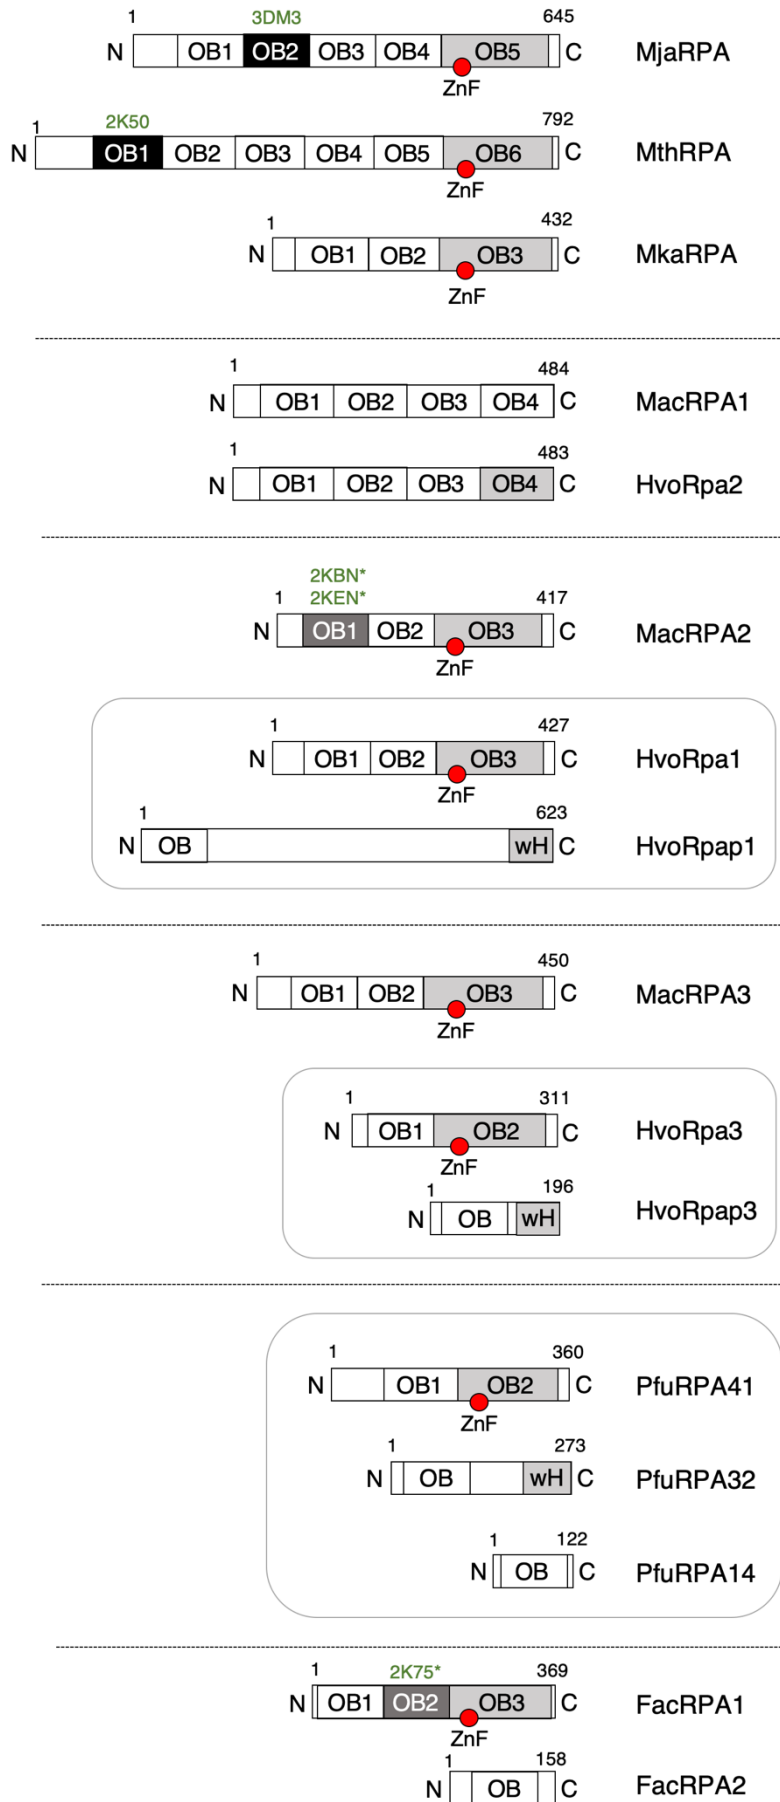 1 3DM3 645
N OB1 OB2 OB3 OB4 OB5 C MjaRPA
ZnF
1 2K50 792
N OB1 OB2 OB3 OB4 OB5 OB6 C MthRPA
ZnF
1 432
N OB1 OB2 OB3 C MkaRPA
ZnF
1 484
N OB1 OB2 OB3 OB4 C MacRPA1
1 483
N OB1 OB2 OB3 OB4 C HvoRpa2
2KBN*
1 2KEN* 417
N OB1 OB2 OB3 C MacRPA2
ZnF
1 427
N OB1 OB2 OB3 C HvoRpa1
ZnF
1 623
N OB wH C HvoRpap1
1 450
N OB1 OB2 OB3 C MacRPA3
ZnF
1 311
N OB1 OB2 C HvoRpa3
ZnF
1 196
N OB wH HvoRpap3
1 360
N OB1 OB2 C PfuRPA41
ZnF
1 273
N OB wH C PfuRPA32
1 122
N OB C PfuRPA14
1 2K75* 369
N OB1 OB2 OB3 C FacRPA1
ZnF
1 158
N OB C FacRPA2